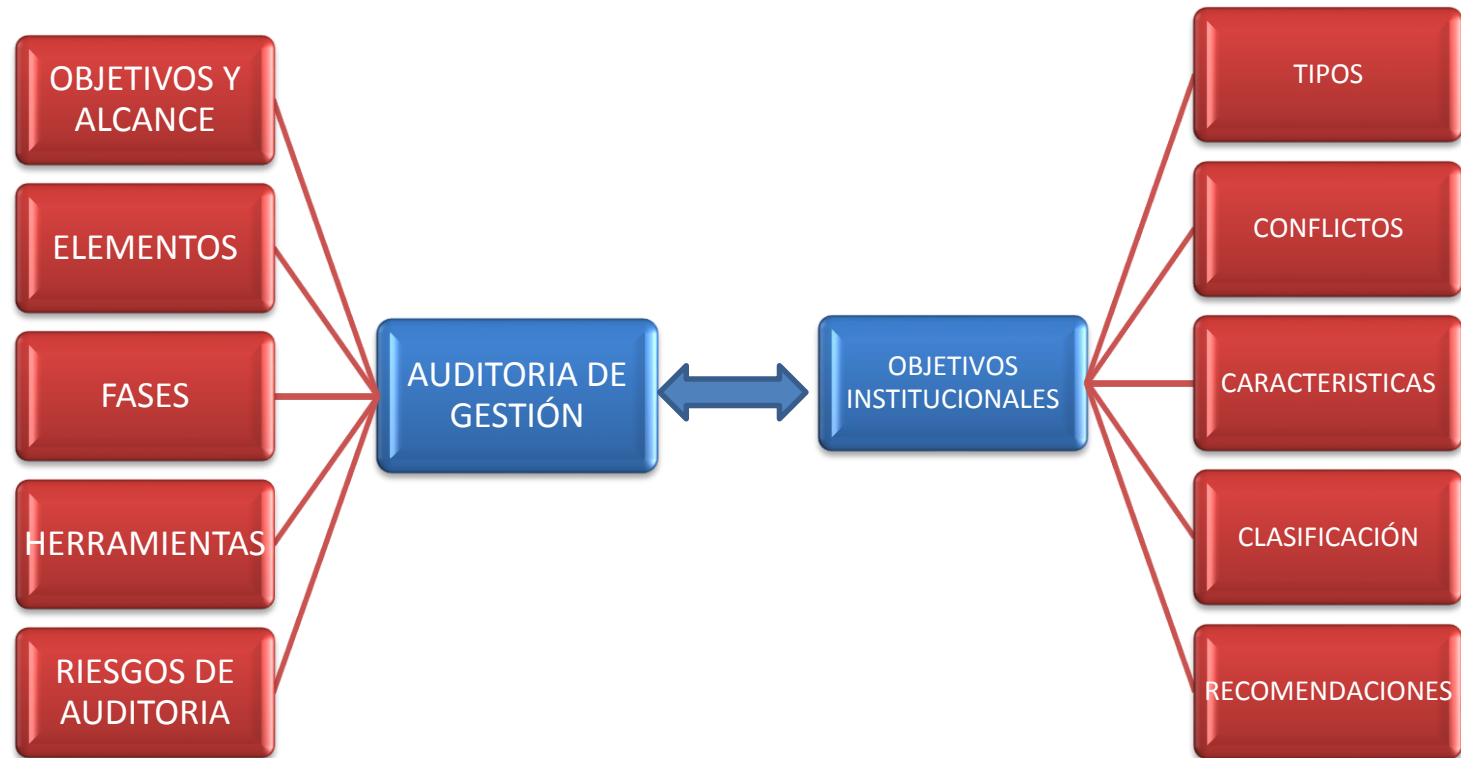 OBJETIVOS Y
ALCANCE
ELEMENTOS
FASES
HERRAMIENTAS
RIESGOS DE
AUDITORIA
AUDITORIA DE
GESTIÓN
OBJETIVOS
INSTITUCIONALES
TIPOS
CONFLICTOS
CARACTERISTICAS
CLASIFICACIÓN
RECOMENDACIONES